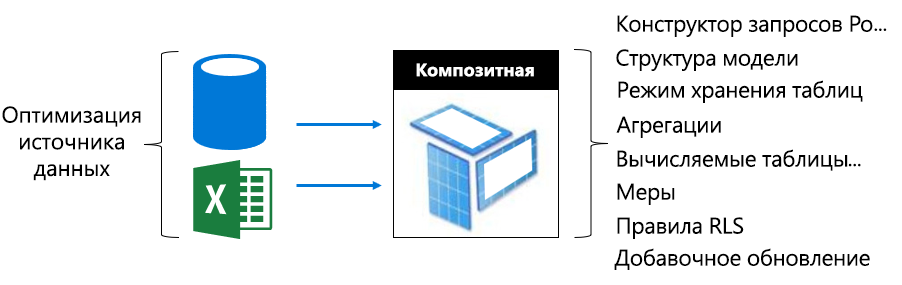 Оптимизация
источника
данных
X
Композитная
Конструктор запросов Po...
Структура модели
Режим хранения таблиц
Агрегации
Вычисляемые таблицы...
Меры
Правила RLS
Добавочное обновление